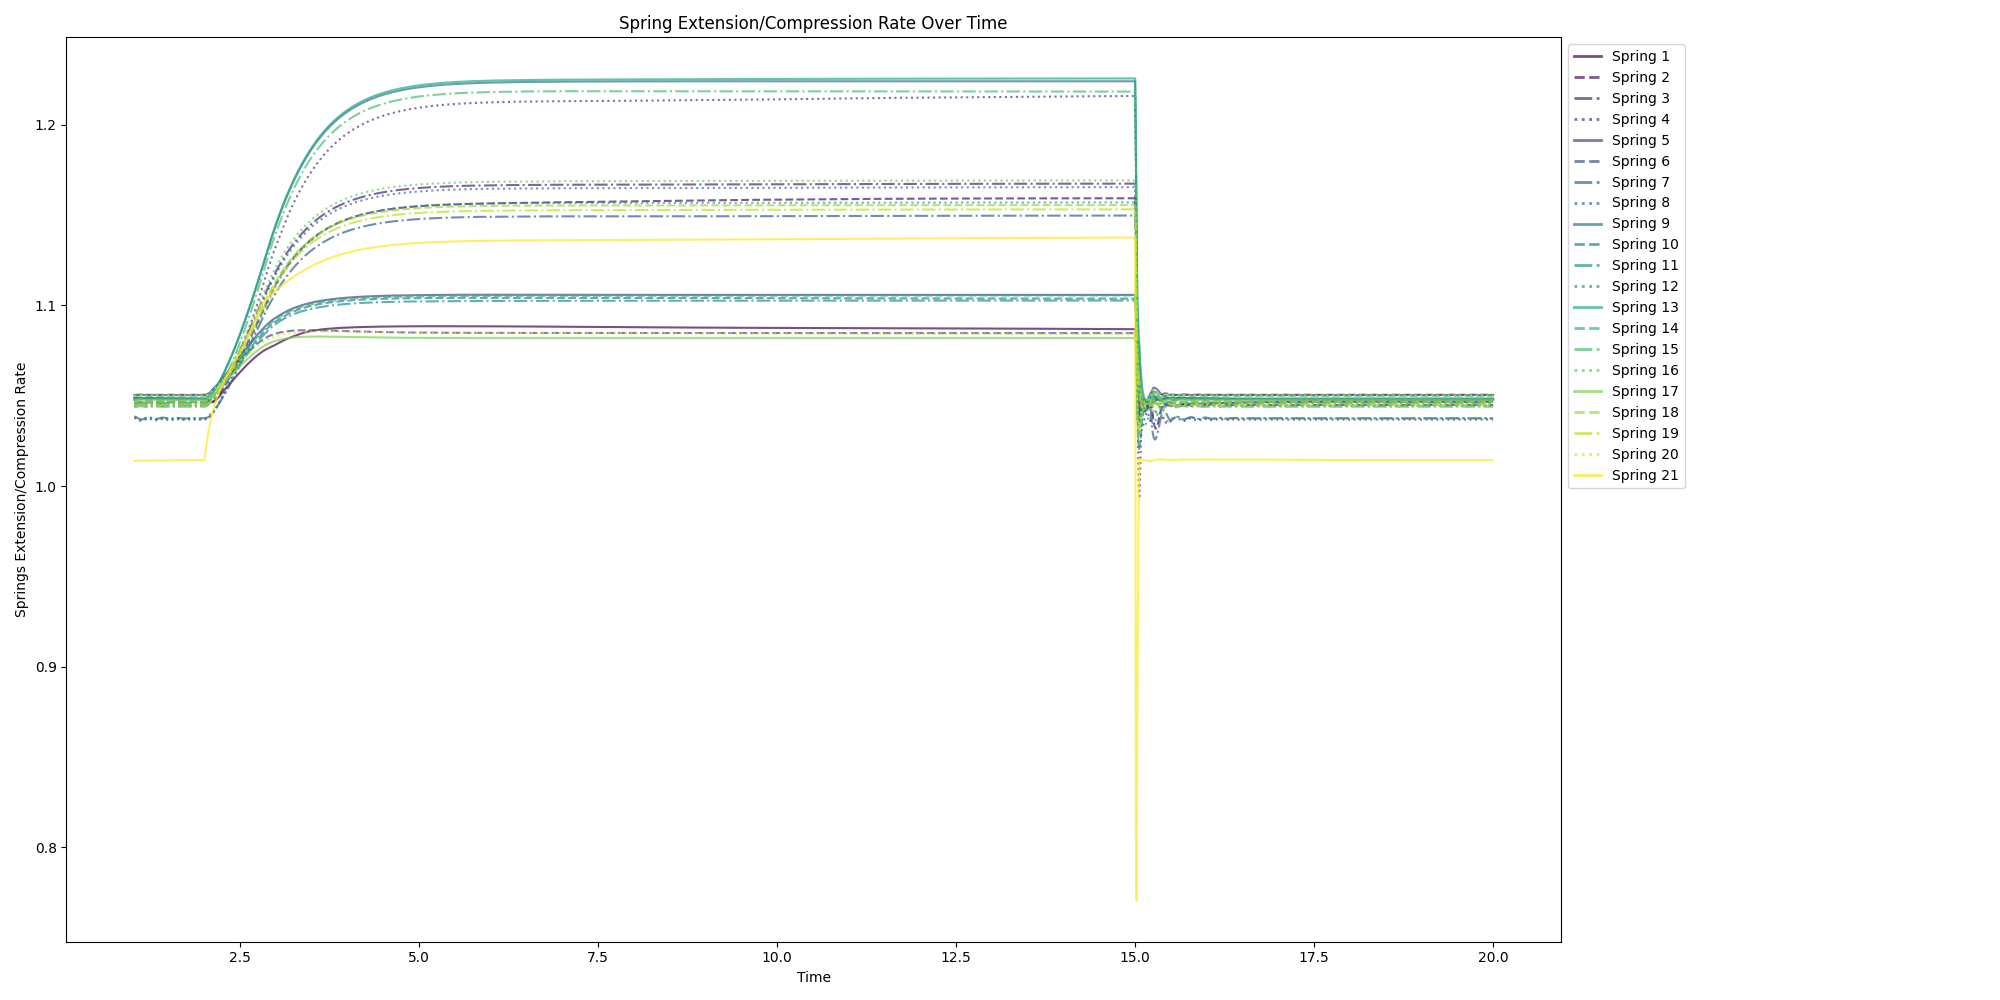 Spring Extension/Compression Rate Over Time
Springs Extension/Compression Rate
1.2
1.1
1.0
0.9
0.8
2.5
5.0
7.5
10.0
12.5
15.0
17.5
20.0
Time
Spring 1
Spring 2
Spring 3
Spring 4
Spring 5
Spring 6
Spring 7
Spring 8
Spring 9
Spring 10
Spring 11
Spring 12
Spring 13
Spring 14
Spring 15
Spring 16
Spring 17
Spring 18
Spring 19
Spring 20
Spring 21